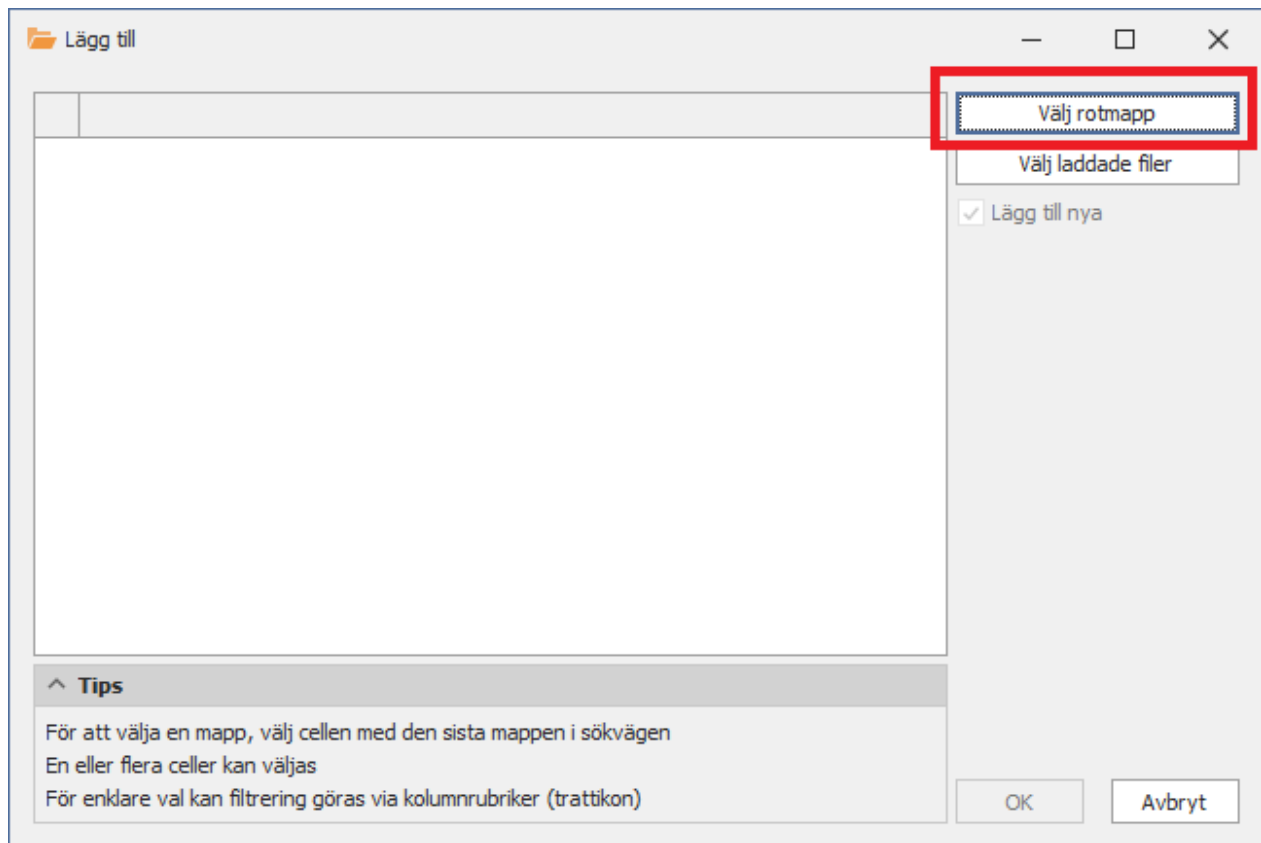 Lägg till
Välj rotmapp
Välj laddade filer
Lägg till nya
Tips
För att välja en mapp, välj cellen med den sista mappen i sökvägen
En eller flera celler kan väljas
För enklare val kan filtrering göras via kolumnrubriker (trattikon)
OK
Avbryt